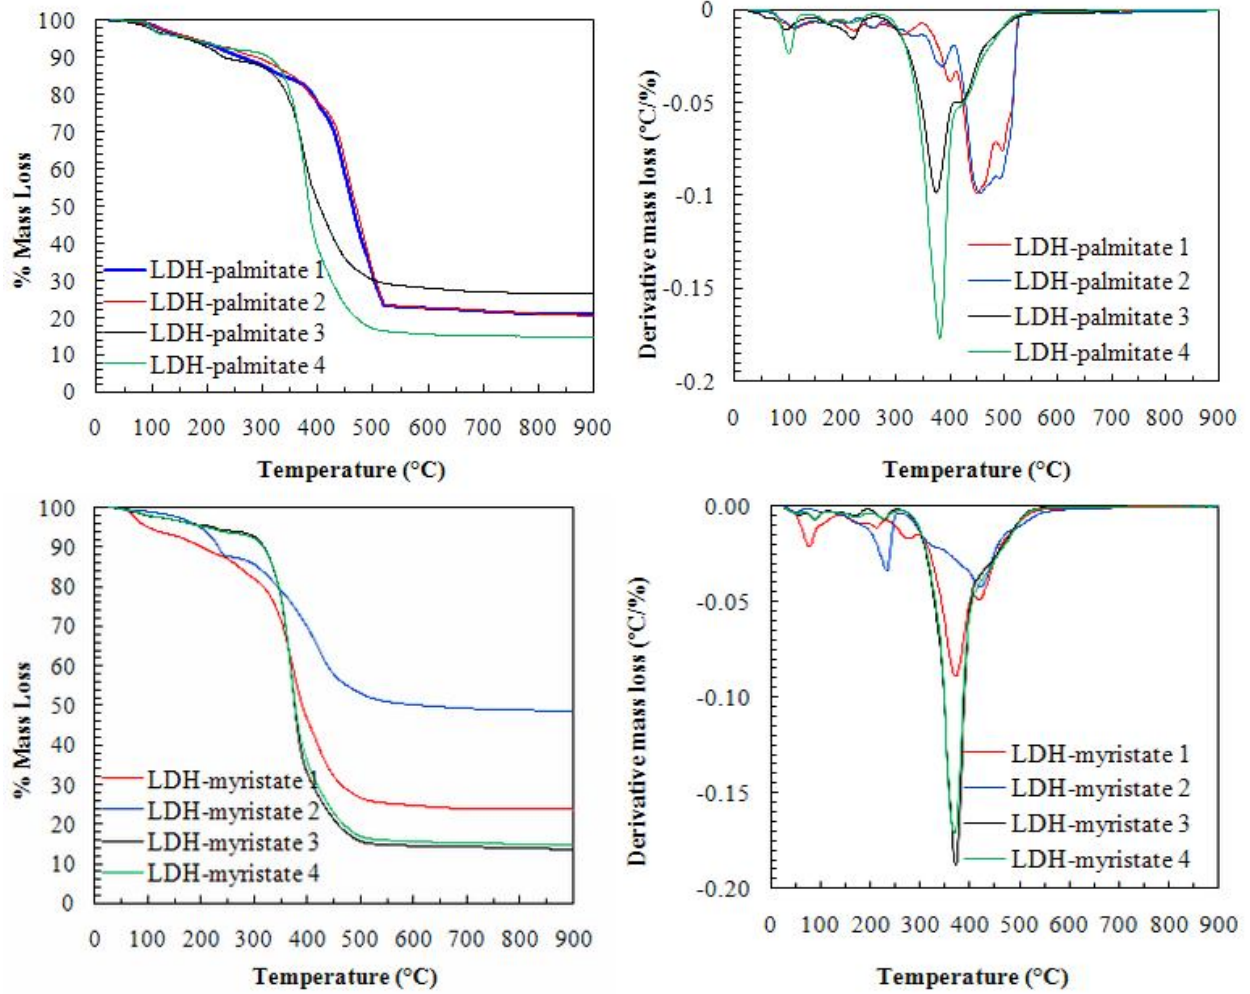 100
90
80
70
60
50
40
30
20
10
0
% Mass Loss
LDH-palmitate 1
LDH-palmitate 2
LDH-palmitate 3
LDH-palmitate 4
0 100 200 300 400 500 600 700 800 900
Temperature (°C)
0
-0.05
-0.1
-0.15
-0.2
Derivative mass loss (°C/%)
LDH-palmitate 1
LDH-palmitate 2
LDH-palmitate 3
LDH-palmitate 4
0 100 200 300 400 500 600 700 800 900
Temperature (°C)
100
90
80
70
60
50
40
30
20
10
0
% Mass Loss
LDH-myristate 1
LDH-myristate 2
LDH-myristate 3
LDH-myristate 4
0 100 200 300 400 500 600 700 800 900
Temperature (°C)
0.00
-0.05
-0.10
-0.15
-0.20
Derivative mass loss (°C/%)
LDH-myristate 1
LDH-myristate 2
LDH-myristate 3
LDH-myristate 4
0 100 200 300 400 500 600 700 800 900
Temperature (°C)